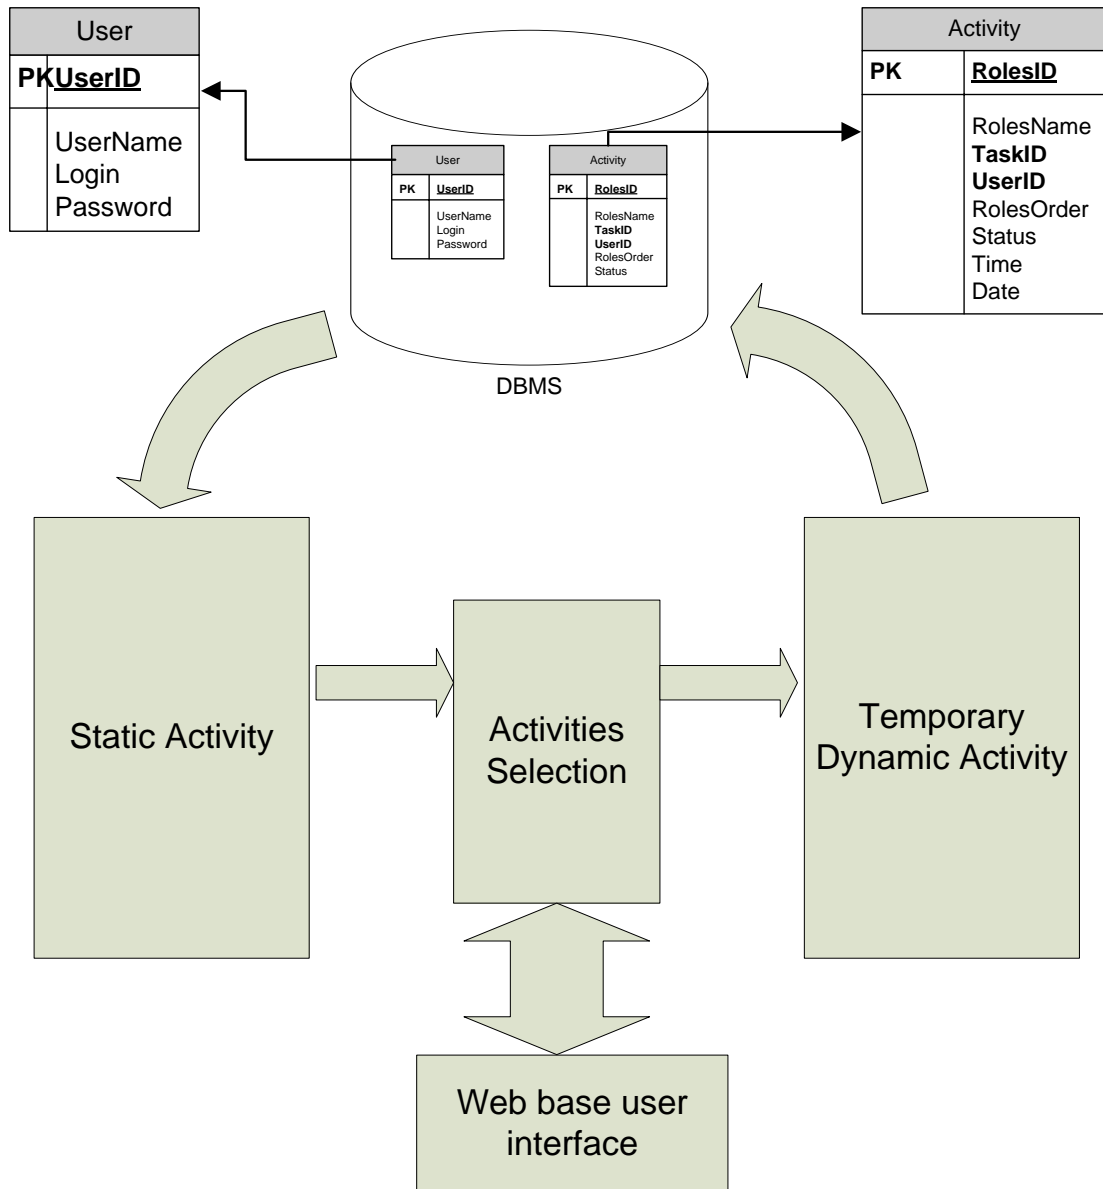 User
PK UserID
UserName
Login
Password
Activity
PK RolesID
RolesName
TaskID
UserID
RolesOrder
Status
Time
Date
User
PK UserID
UserName
Login
Password
Activity
PK RolesID
RolesName
TaskID
UserID
RolesOrder
Status
DBMS
Static Activity
Activities
Selection
Temporary
Dynamic Activity
Web base user
interface